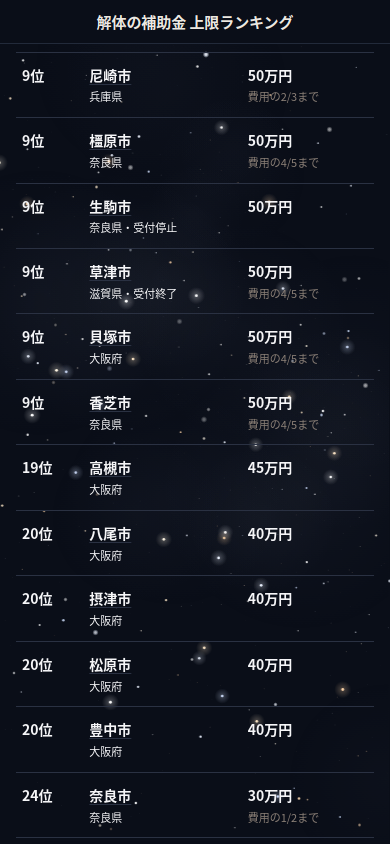 解体の補助金 上限ランキング
9位 尼崎市 50万円
兵庫県 費用の2/3まで
9位 橿原市 50万円
奈良県 費用の4/5まで
9位 生駒市 50万円
奈良県・受付停止
9位 草津市 50万円
滋賀県・受付終了 費用の4/5まで
9位 貝塚市 50万円
大阪府 費用の4/5まで
9位 香芝市 50万円
奈良県 費用の4/5まで
19位 高槻市 45万円
大阪府
20位 八尾市 40万円
大阪府
20位 摂津市 40万円
大阪府
20位 松原市 40万円
大阪府
20位 豊中市 40万円
大阪府
24位 奈良市 30万円
奈良県 費用の1/2まで